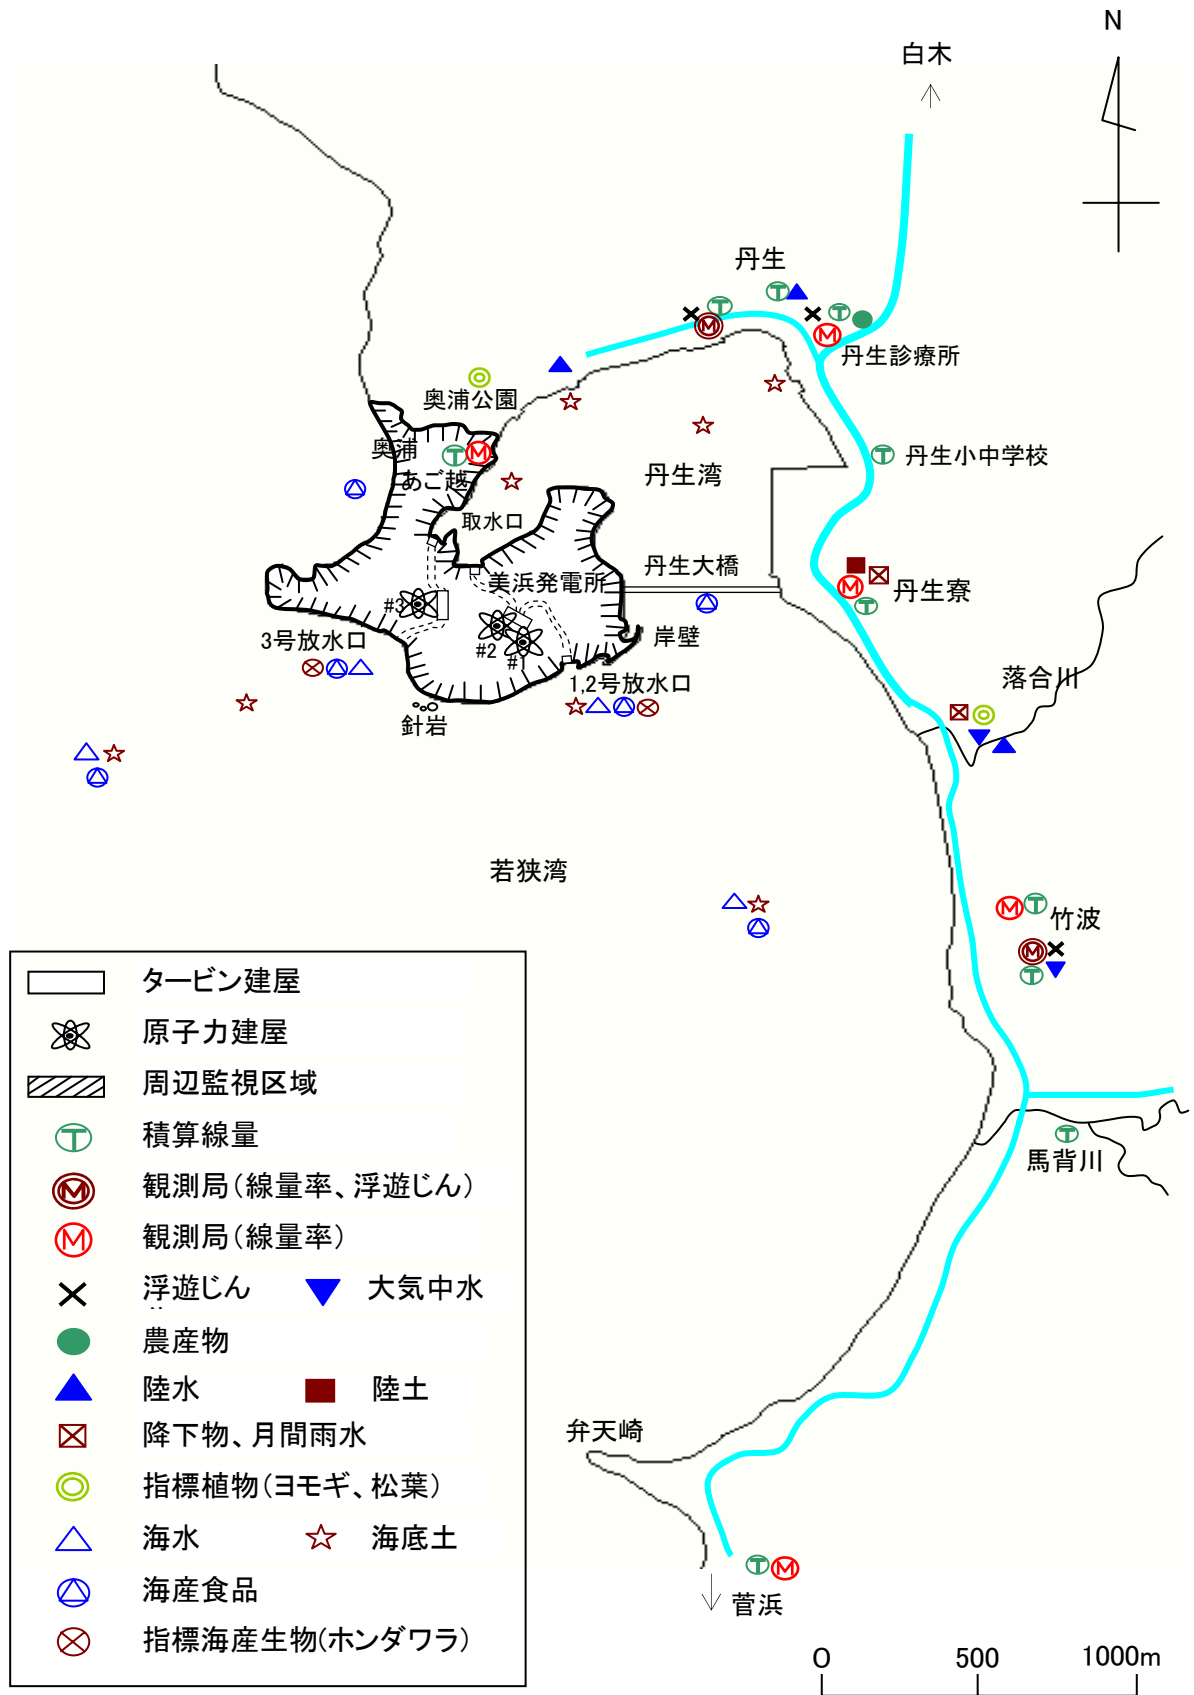 N
白木
丹生
丹生診療所
奥浦公園
奥浦
あご越
丹生小中学校
丹生湾
取水口
美浜発電所
丹生大橋
丹生寮
#3
#2
#1
3号放水口
岸壁
1,2号放水口
落合川
針岩
若狭湾
竹波
馬背川
弁天崎
菅浜
タービン建屋
原子力建屋
周辺監視区域
積算線量
観測局(線量率、浮遊じん)
観測局(線量率)
浮遊じん 大気中水
農産物
陸水 陸土
降下物、月間雨水
指標植物(ヨモギ、松葉)
海水 海底土
海産食品
指標海産生物(ホンダワラ)
0 500 1000m